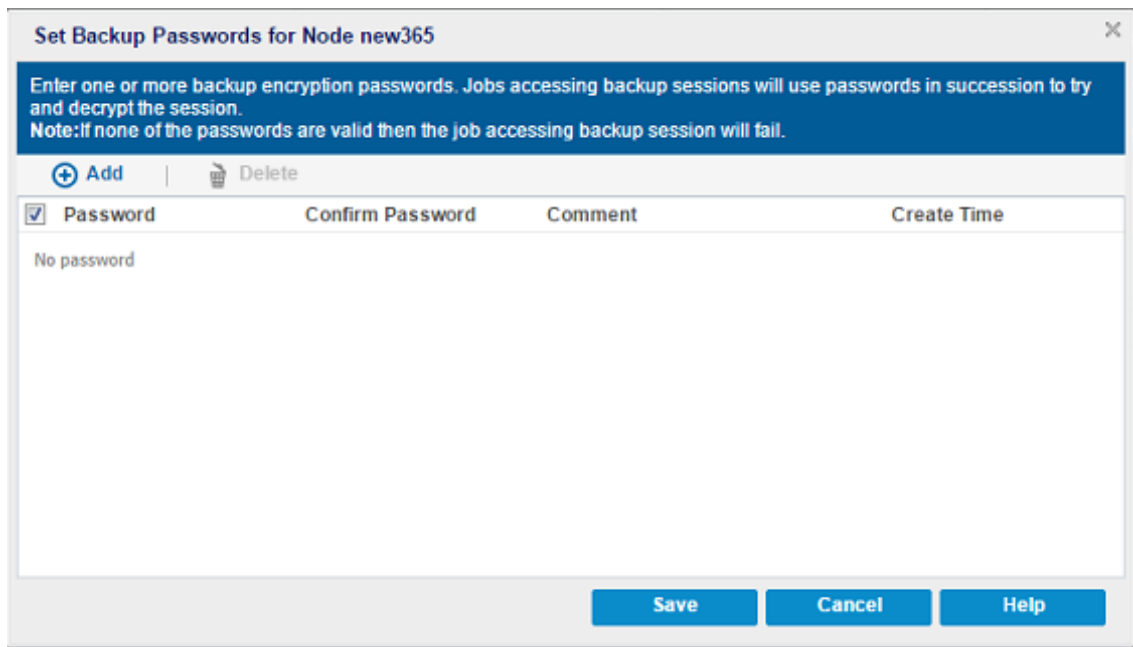 Set Backup Passwords for Node new365
Enter one or more backup encryption passwords. Jobs accessing backup sessions will use passwords in succession to try
and decrypt the session.
Note:If none of the passwords are valid then the job accessing backup session will fail.
Add | Delete
Password Confirm Password Comment Create Time
No password
Save Cancel Help